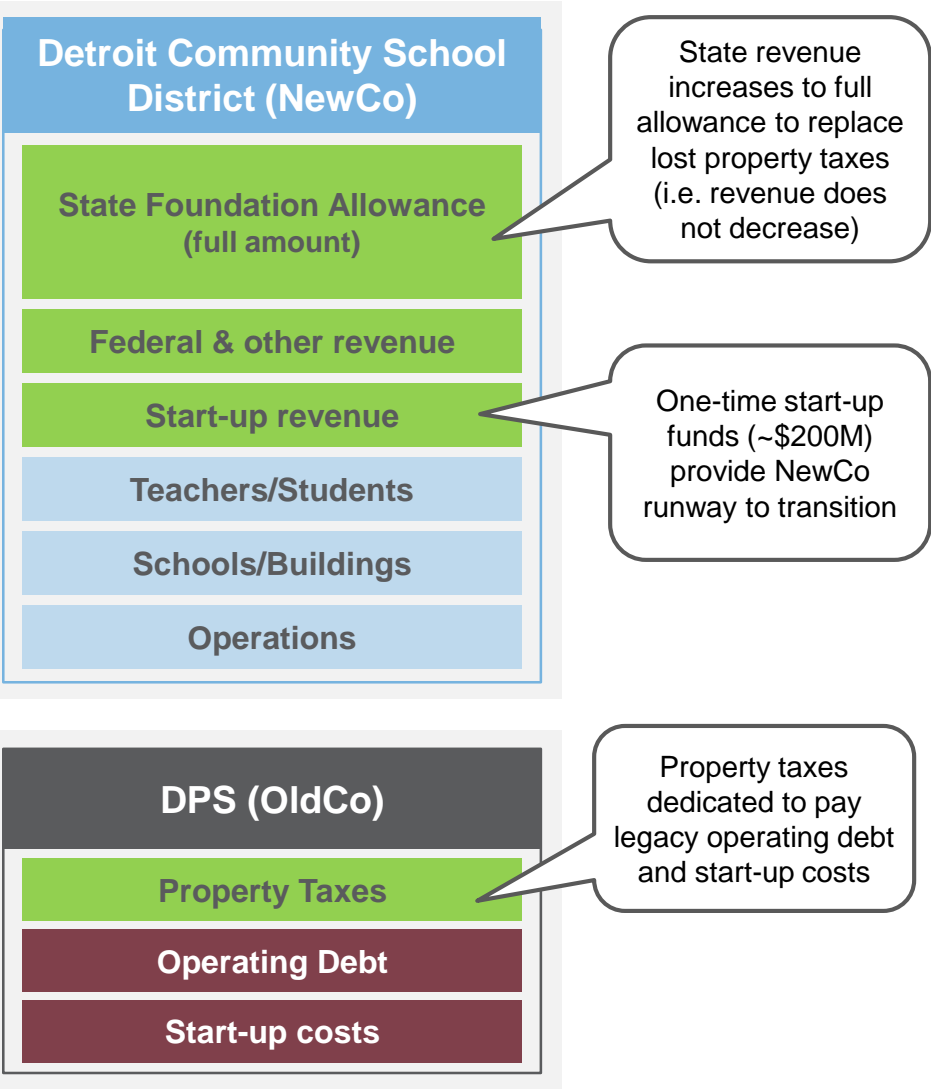 Detroit Community School
District (NewCo)
State Foundation Allowance
(full amount)
Federal & other revenue
Start-up revenue
Teachers/Students
Schools/Buildings
Operations
State revenue
increases to full
allowance to replace
lost property taxes
(i.e. revenue does
not decrease)
One-time start-up
funds (~$200M)
provide NewCo
runway to transition
DPS (OldCo)
Property Taxes
Operating Debt
Start-up costs
Property taxes
dedicated to pay
legacy operating debt
and start-up costs